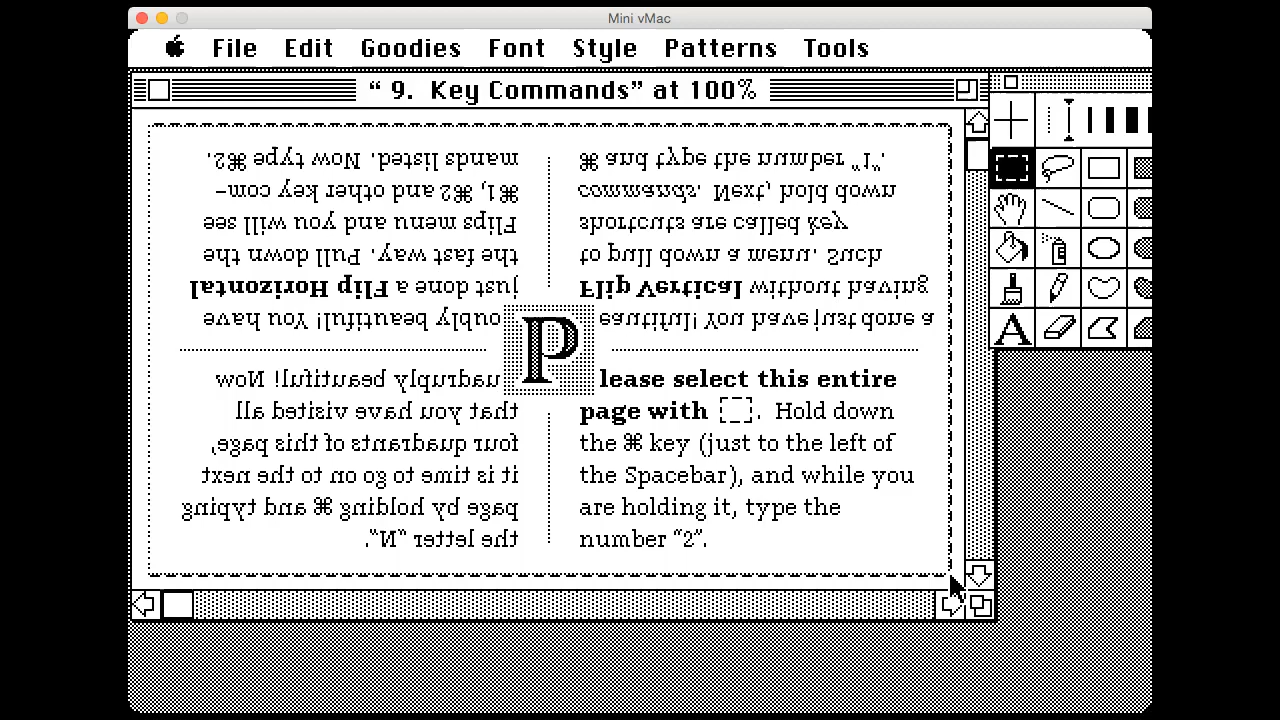 Mini vMac
File Edit Goodies Font Style Patterns Tools
“ 9. Key Commands” at 100%
Please select this entire
page with . Hold down
the ⌘ key (just to the left of
the Spacebar), and while you
are holding it, type the
number “2”.
eautiful! You have just done a
Flip Vertical without having
to pull down a menu. Such
shortcuts are called key
commands. Next, hold down
⌘ and type the number “1”.
oubly beautiful! You have
just done a Flip Horizontal
the fast way. Pull down the
Flips menu and you will see
⌘1, ⌘2 and other key com-
mands listed. Now type ⌘2.
uadruply beautiful! Now
that you have visited all
four quadrants of this page,
it is time to go on to the next
page by holding ⌘ and typing
the letter “N”.
A